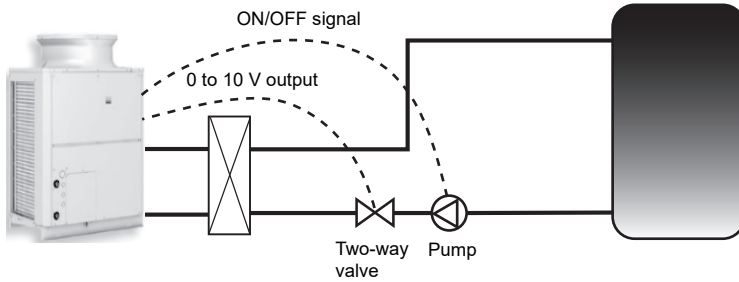 ON/OFF signal
0 to 10 V output
Two-way
valve
Pump